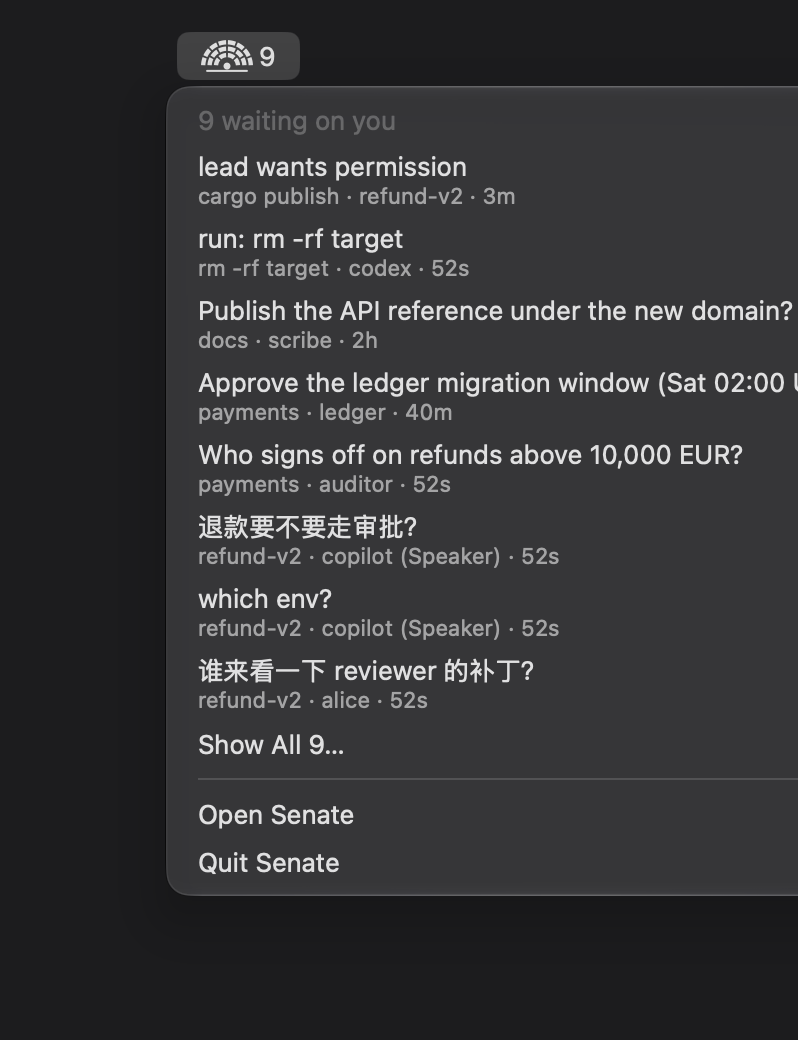 9
9 waiting on you
lead wants permission
cargo publish · refund-v2 · 3m
run: rm -rf target
rm -rf target · codex · 52s
Publish the API reference under the new domain?
docs · scribe · 2h
Approve the ledger migration window (Sat 02:00
payments · ledger · 40m
Who signs off on refunds above 10,000 EUR?
payments · auditor · 52s
退款要不要走审批?
refund-v2 · copilot (Speaker) · 52s
which env?
refund-v2 · copilot (Speaker) · 52s
谁来看一下 reviewer 的补丁?
refund-v2 · alice · 52s
Show All 9...
Open Senate
Quit Senate